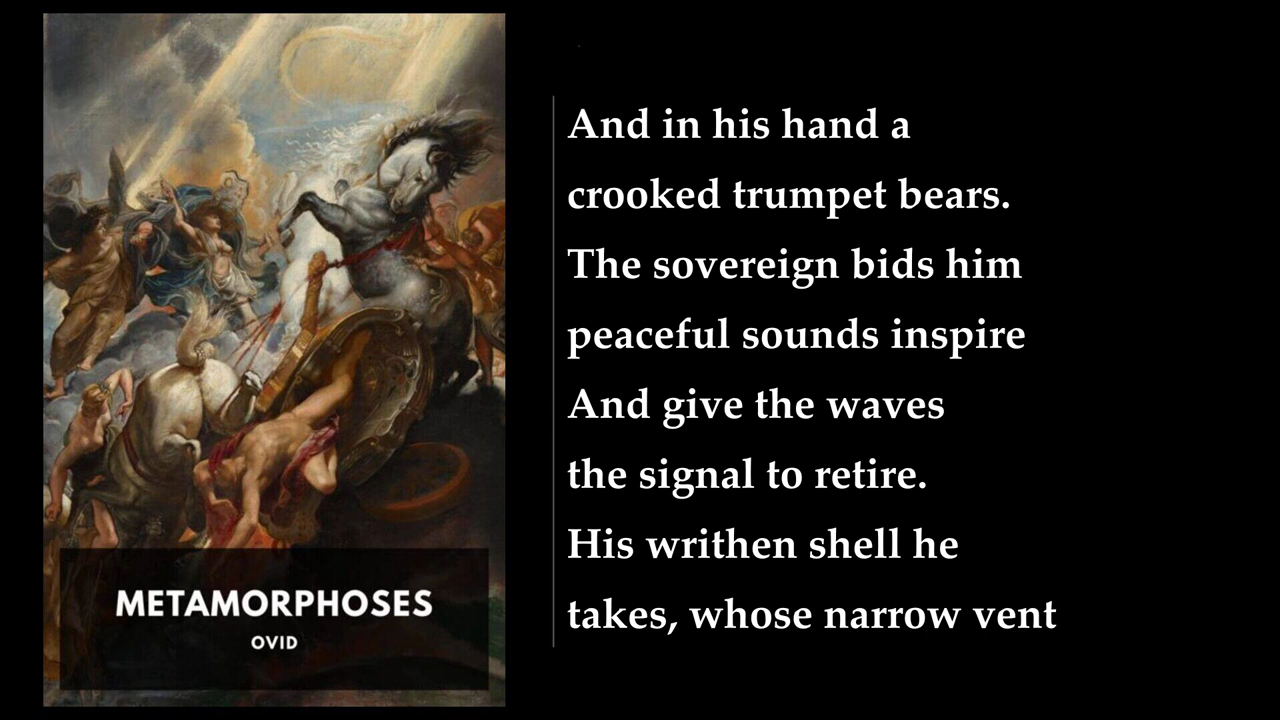 METAMORPHOSES
OVID
And in his hand a
crooked trumpet bears.
The sovereign bids him
peaceful sounds inspire
And give the waves
the signal to retire.
His writhen shell he
takes, whose narrow vent